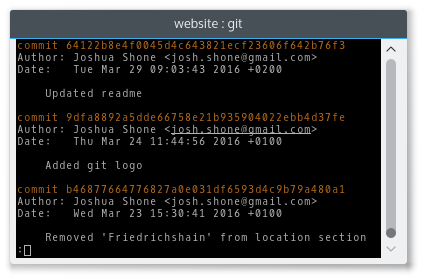 website : git
commit 64122b8e4f0045d4c643821ecf23606f642b76f3
Author: Joshua Shone <josh.shone@gmail.com>
Date:   Tue Mar 29 09:03:43 2016 +0200
Updated readme
commit 9dfa8892a5dde66758e21b935904022ebb4d37fe
Author: Joshua Shone <josh.shone@gmail.com>
Date:   Thu Mar 24 11:44:56 2016 +0100
Added git logo
commit b46877664776827a0e031df6593d4c9b79a480a1
Author: Joshua Shone <josh.shone@gmail.com>
Date:   Wed Mar 23 15:30:41 2016 +0100
Removed 'Friedrichshain' from location section
: